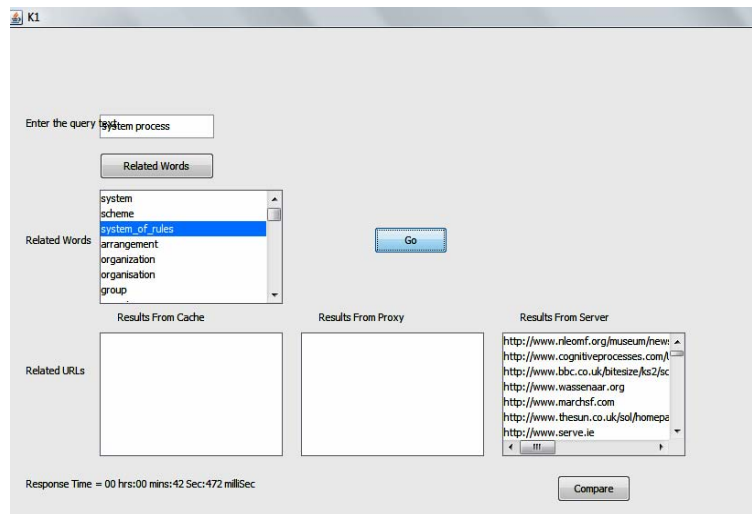 K1
Enter the query text
system process
Related Words
system
scheme
system_of_rules
Related Words
arrangement
Go
organization
organisation
group
Results From Cache
Results From Proxy
Results From Server
http://www.nleomf.org/museum/news
http://www.cognitiveprocesses.com/
http://www.bbc.co.uk/bitesize/ks2/sc
Related URLs
http://www.wassenaar.org
http://www.marchsf.com
http://www.thesun.co.uk/sol/homepa
http://www.serve.ie
Response Time = 00 hrs:00 mins:42 Sec:472 milliSec
Compare